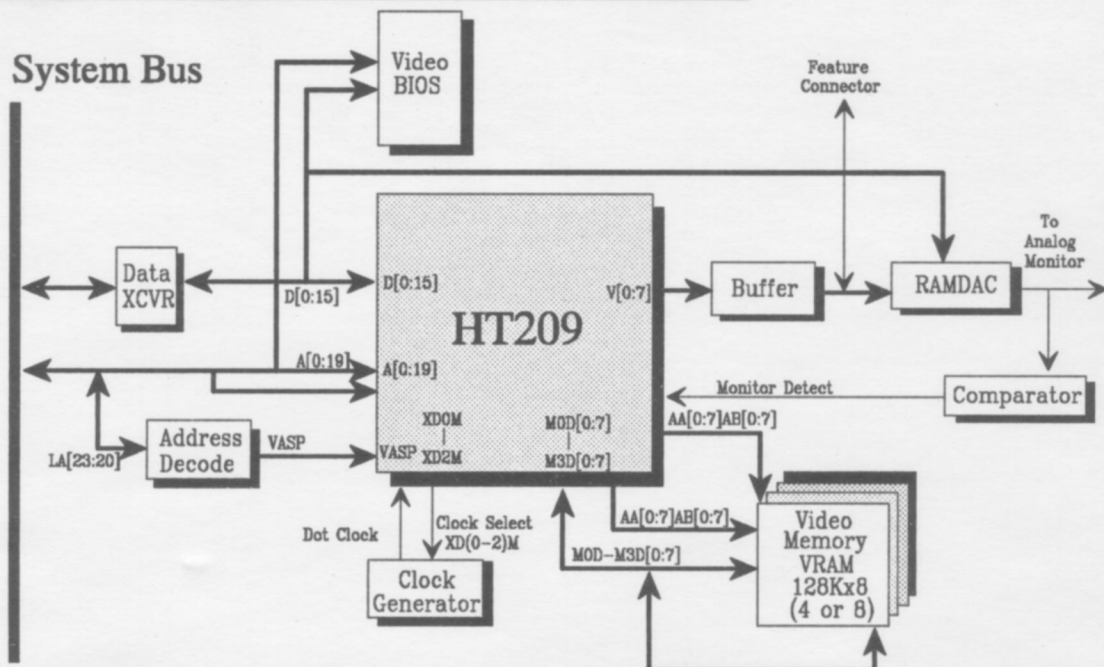 System Bus
Video
BIOS
Feature
Connector
To
Analog
Monitor
Data
XCVR
D[0:15]
D[0:15]
V[0:7]
Buffer
RAMDAC
HT209
A[0:19]
A[0:19]
Monitor Detect
Comparator
XD0M
XD2M
M0D[0:7]
M3D[0:7]
AA[0:7]AB[0:7]
LA[23:20]
Address
Decode
VASP
VASP
Dot Clock
Clock Select
XD(0-2)M
AA[0:7]AB[0:7]
M0D-M3D[0:7]
Clock
Generator
Video
Memory
VRAM
128Kx8
(4 or 8)